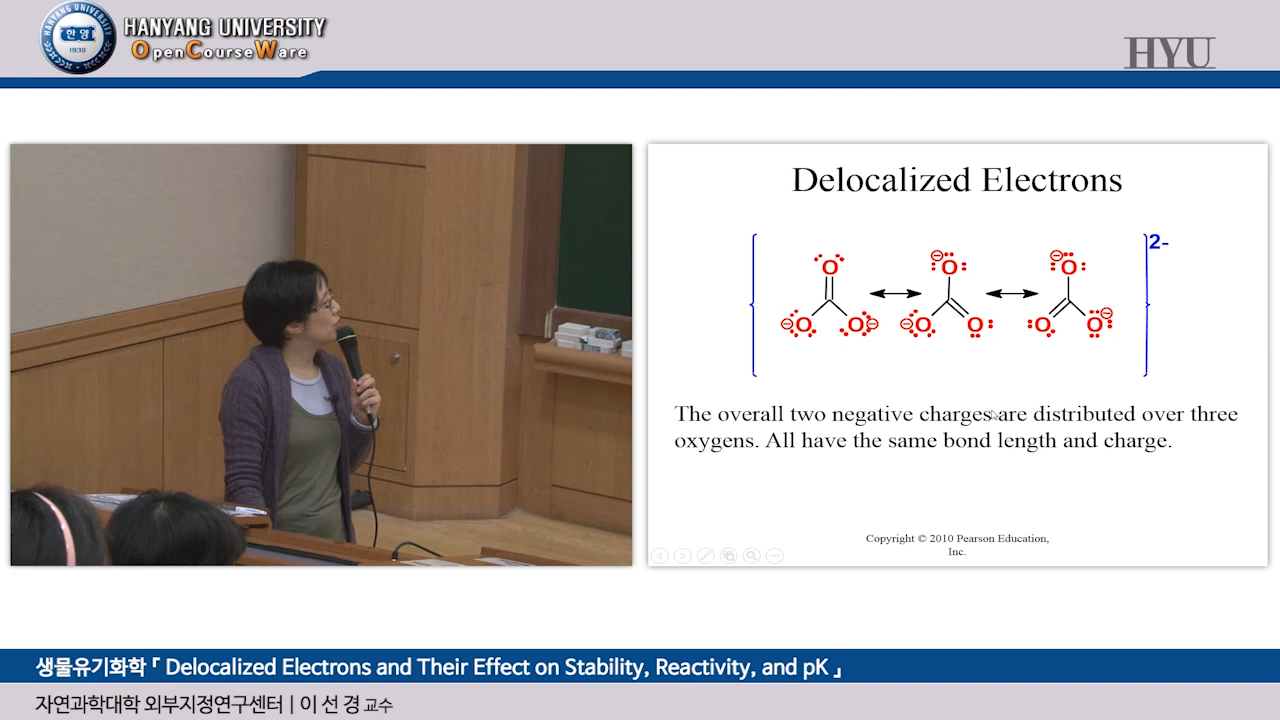 HANYANG UNIVERSITY
OpenCourseWare
한양
1939
HYU
Delocalized Electrons
2-
O O O
O O O O O O
The overall two negative charges are distributed over three
oxygens. All have the same bond length and charge.
Copyright © 2010 Pearson Education,
Inc.
생물유기화학「 Delocalized Electrons and Their Effect on Stability, Reactivity, and pK 」
자연과학대학 외부지정연구센터 | 이 선 경 교수